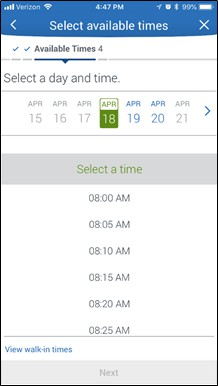 Verizon 4:47 PM
Select available times
Available Times 4
Select a day and time.
APR APR APR APR APR APR APR
15 16 17 18 19 20 21
Select a time
08:00 AM
08:05 AM
08:10 AM
08:15 AM
08:20 AM
08:25 AM
View walk-in times
Next